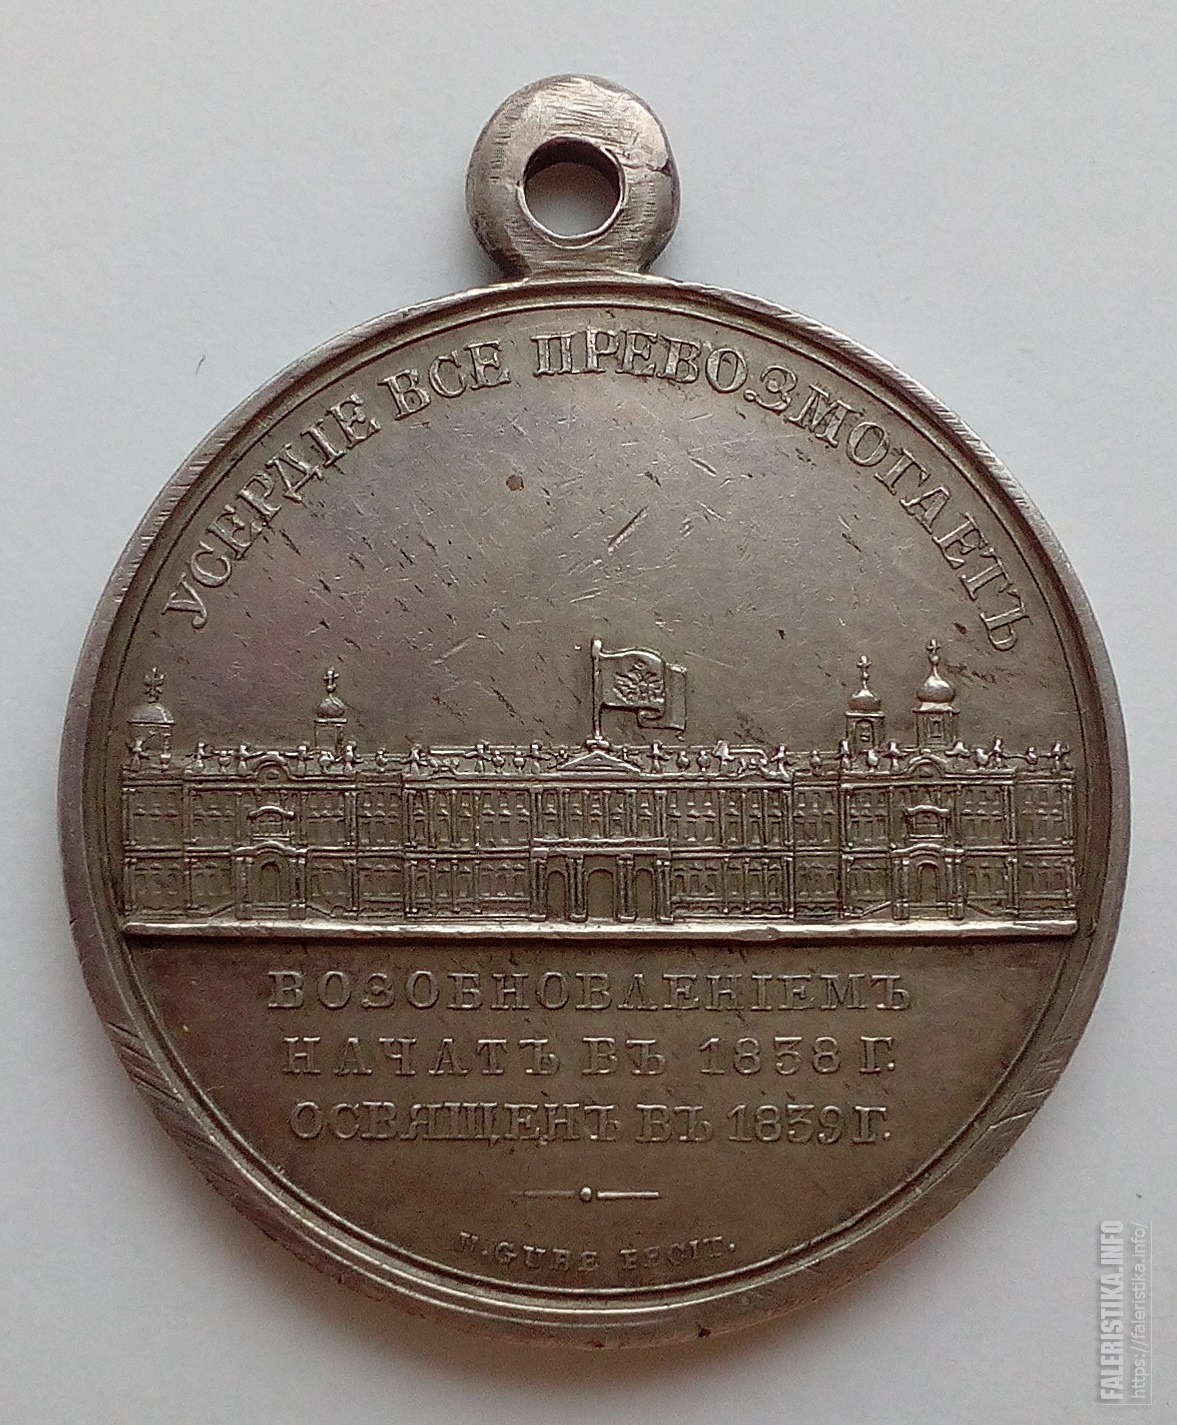 УСЕРДІЕ ВСЕ ПРЕВОЗМОГАЕТЪ
ВОЗОБНОВЛЕНІЕМЪ
НАЧАТЪ ВЪ 1838 Г.
ОСВЯЩЕНЪ ВЪ 1839 Г.
H. GUBE FECIT.
FALERISTIKA.INFO
https://faleristika.info/